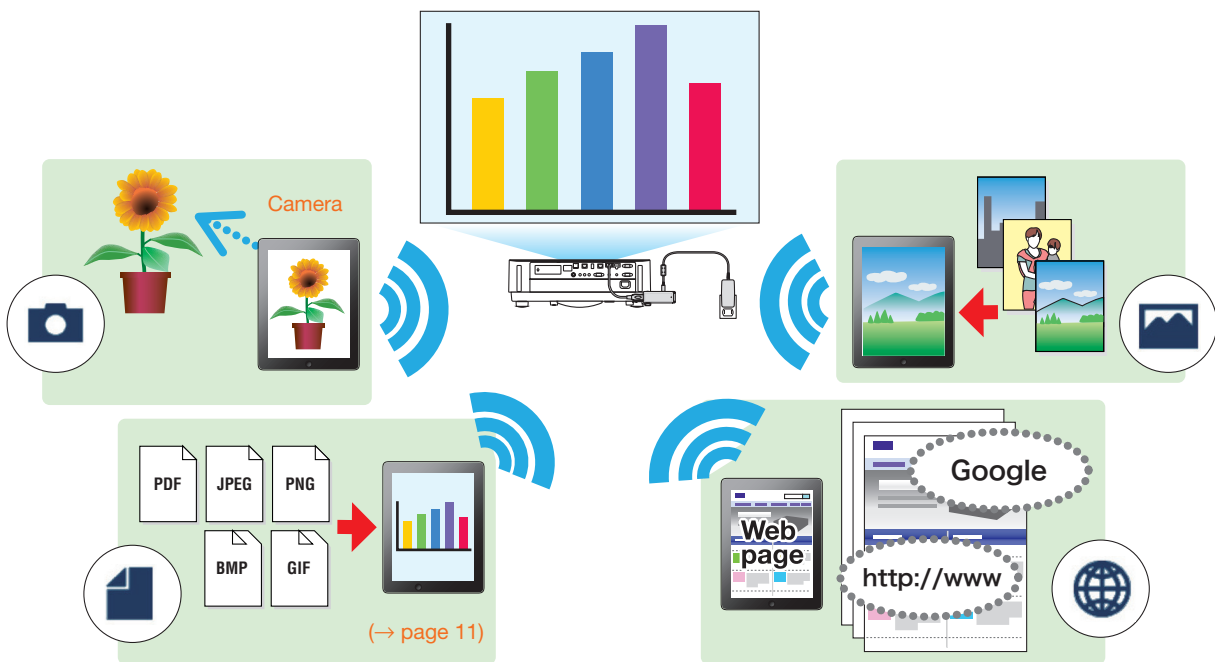 Camera
PDF
JPEG
PNG
BMP
GIF
(→ page 11)
Web
page
Google
http://www